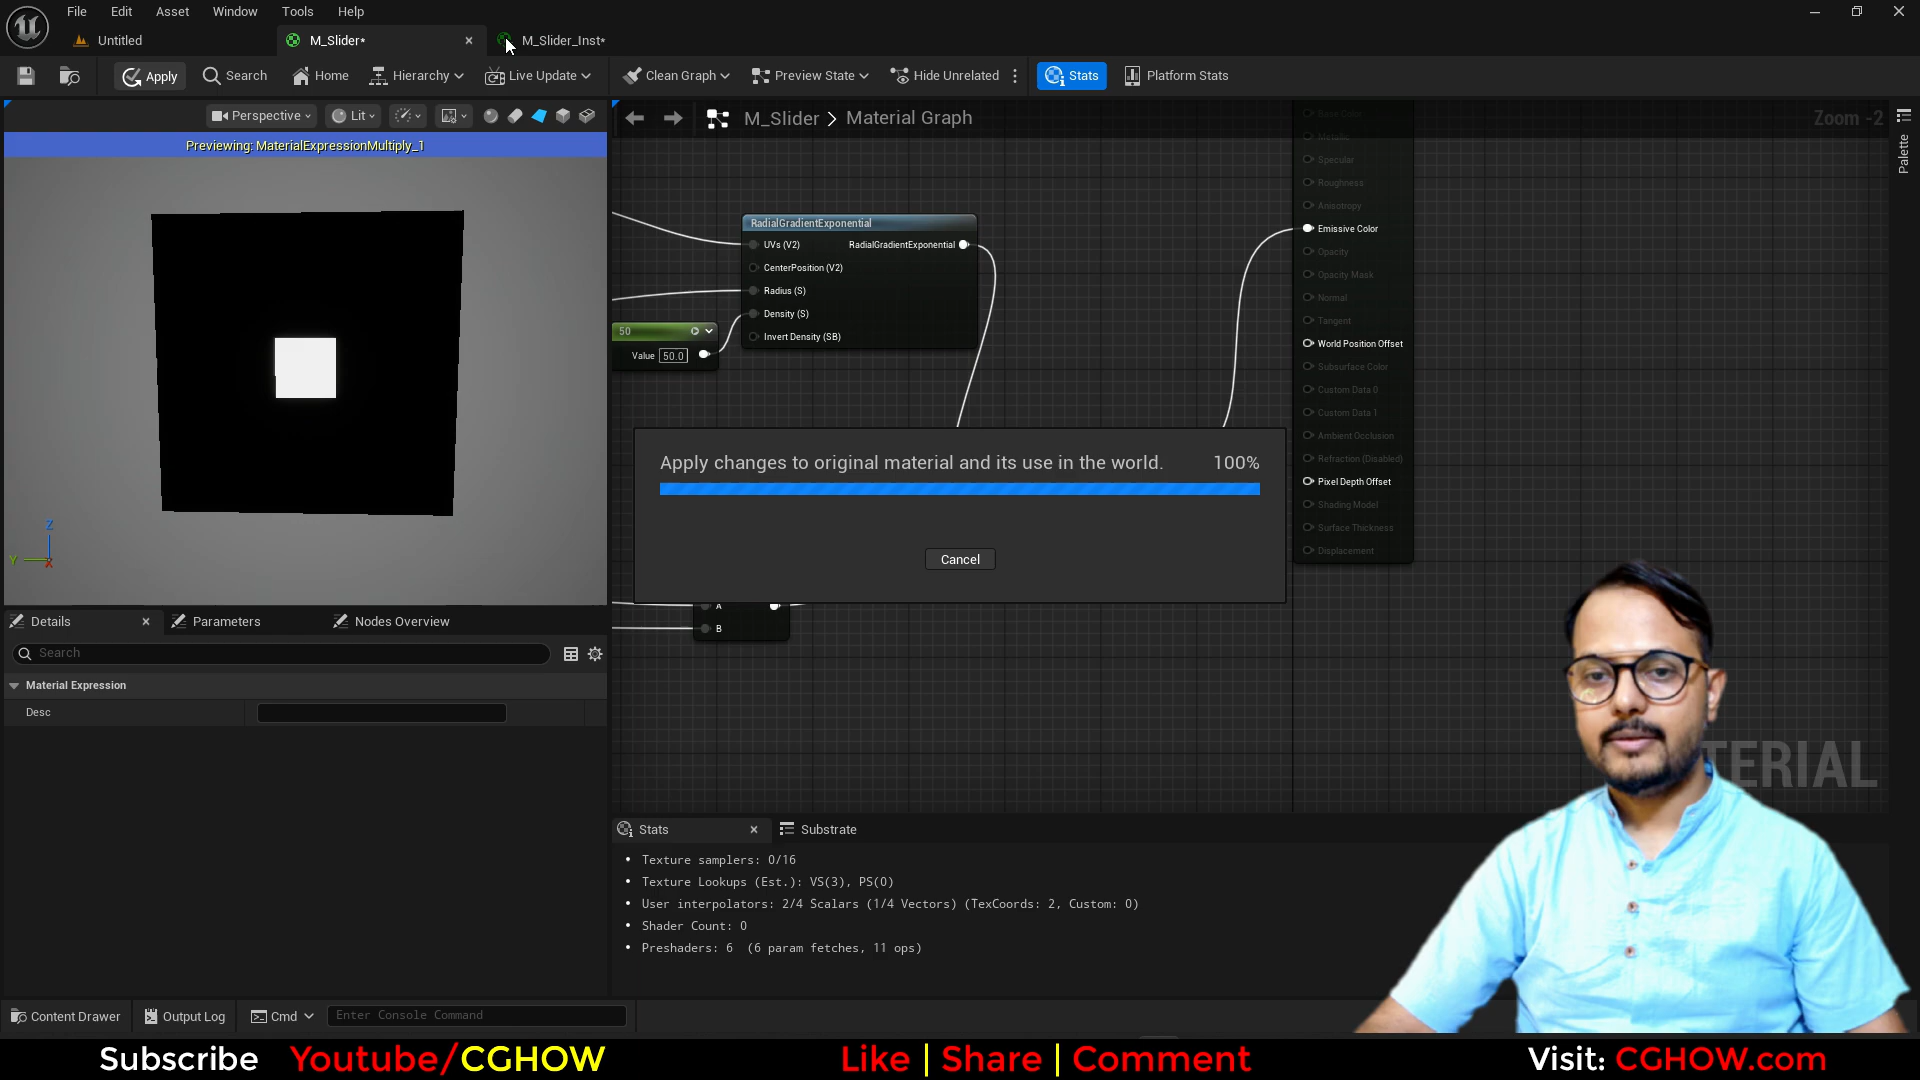 File Edit Asset Window Tools Help
Untitled M_Slider* M_Slider_Inst*
Apply Search Home Hierarchy Live Update Clean Graph Preview State Hide Unrelated Stats Platform Stats
Perspective Lit
M_Slider > Material Graph Zoom -2
Palette
Previewing: MaterialExpressionMultiply_1
Base Color
Metallic
Specular
Roughness
Anisotropy
Emissive Color
Opacity
Opacity Mask
Normal
Tangent
World Position Offset
Subsurface Color
Custom Data 0
Custom Data 1
Ambient Occlusion
Refraction (Disabled)
Pixel Depth Offset
Shading Model
Surface Thickness
Displacement
RadialGradientExponential
UVs (V2) RadialGradientExponential
CenterPosition (V2)
Radius (S)
Density (S)
Invert Density (SB)
50
Value 50.0
Apply changes to original material and its use in the world. 100%
Cancel
A
B
Z
Y
X
Details Parameters Nodes Overview
Search
Material Expression
Desc
TERIAL
Stats Substrate
• Texture samplers: 0/16
• Texture Lookups (Est.): VS(3), PS(0)
• User interpolators: 2/4 Scalars (1/4 Vectors) (TexCoords: 2, Custom: 0)
• Shader Count: 0
• Preshaders: 6 (6 param fetches, 11 ops)
Content Drawer Output Log Cmd Enter Console Command
Subscribe Youtube/CGHOW Like | Share | Comment Visit: CGHOW.com